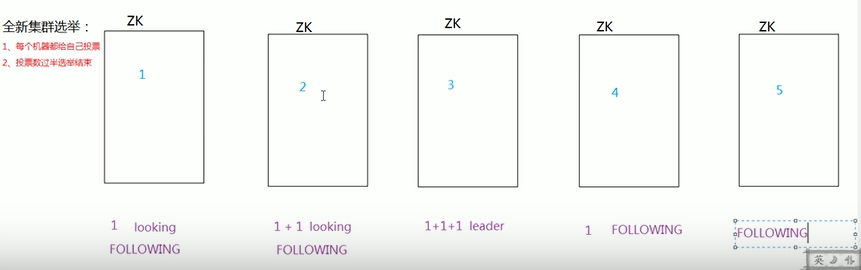 全新集群选举：
1、每个机器都给自己投票
2、投票数过半选举结束
ZK
ZK
ZK
ZK
ZK
1
2
3
4
5
1 looking
FOLLOWING
1 + 1 looking
FOLLOWING
1+1+1 leader
1 FOLLOWING
FOLLOWING
英